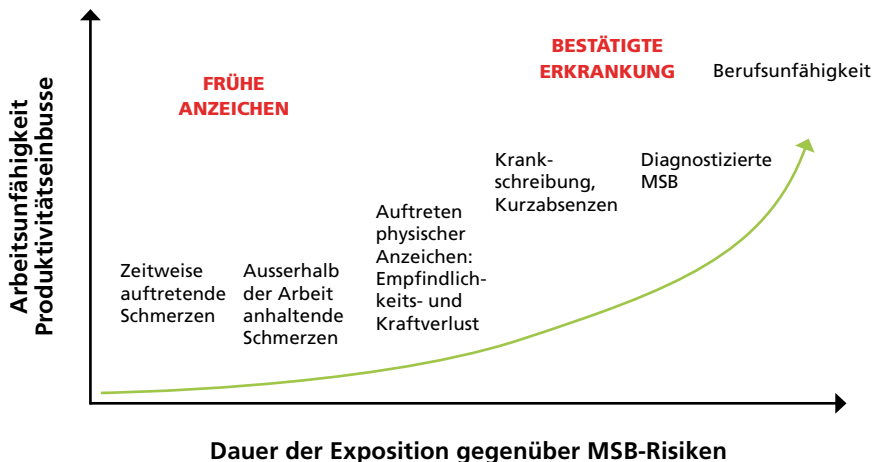 Arbeitsunfähigkeit
Produktivitätseinbusse
FRÜHE
ANZEICHEN
BESTÄTIGTE
ERKRANKUNG
Berufsunfähigkeit
Zeitweise
auftretende
Schmerzen
Ausserhalb
der Arbeit
anhaltende
Schmerzen
Auftreten
physischer
Anzeichen:
Empfindlich-
keits- und
Kraftverlust
Krank-
schreibung,
Kurzabsenzen
Diagnostizierte
MSB
Dauer der Exposition gegenüber MSB-Risiken